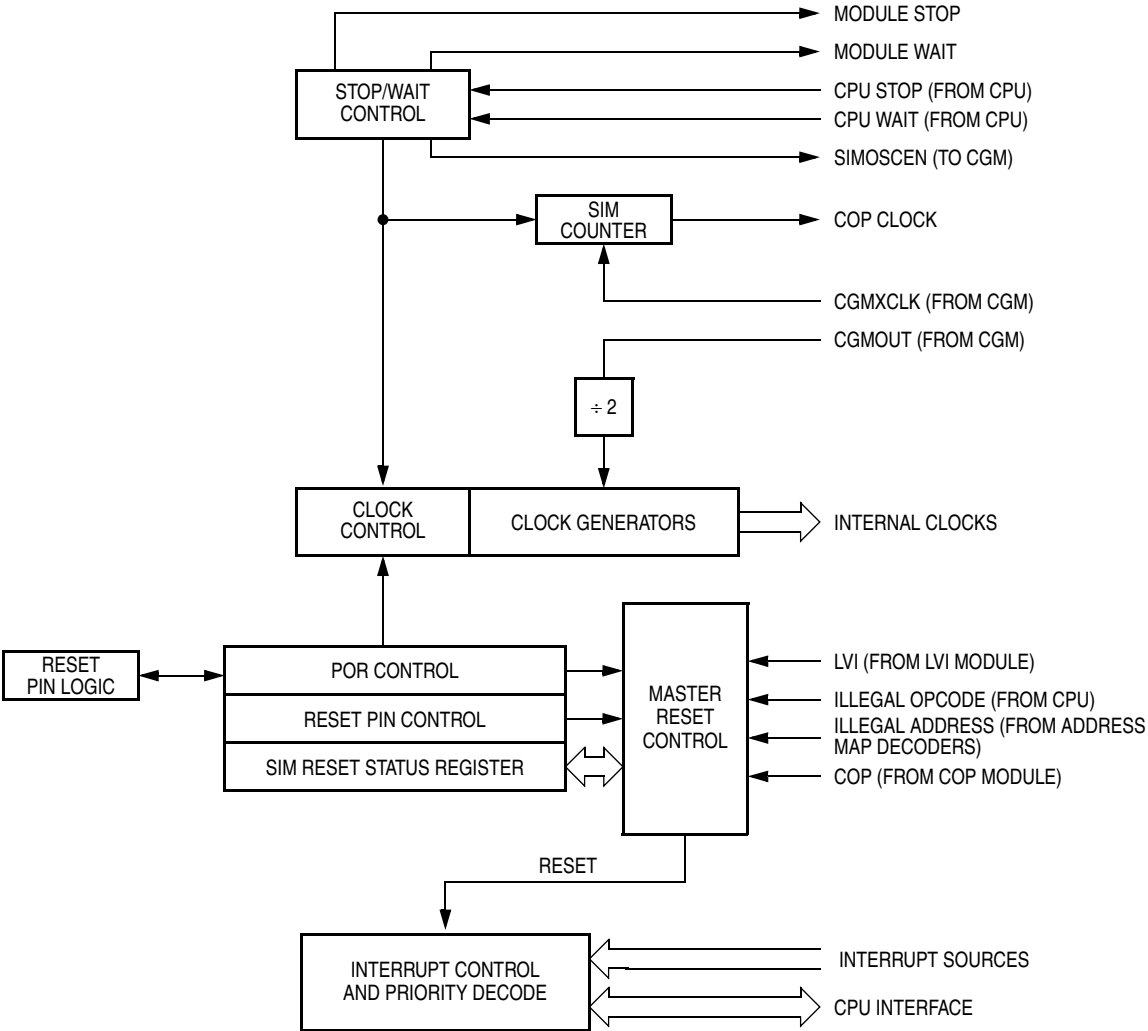 MODULE STOP
MODULE WAIT
STOP/WAIT
CONTROL
CPU STOP (FROM CPU)
CPU WAIT (FROM CPU)
SIMOSCEN (TO CGM)
SIM
COUNTER
COP CLOCK
CGMXCLK (FROM CGM)
CGMOUT (FROM CGM)
÷ 2
CLOCK
CONTROL
CLOCK GENERATORS
INTERNAL CLOCKS
RESET
PIN LOGIC
POR CONTROL
RESET PIN CONTROL
SIM RESET STATUS REGISTER
MASTER
RESET
CONTROL
LVI (FROM LVI MODULE)
ILLEGAL OPCODE (FROM CPU)
ILLEGAL ADDRESS (FROM ADDRESS
MAP DECODERS)
COP (FROM COP MODULE)
RESET
INTERRUPT CONTROL
AND PRIORITY DECODE
INTERRUPT SOURCES
CPU INTERFACE